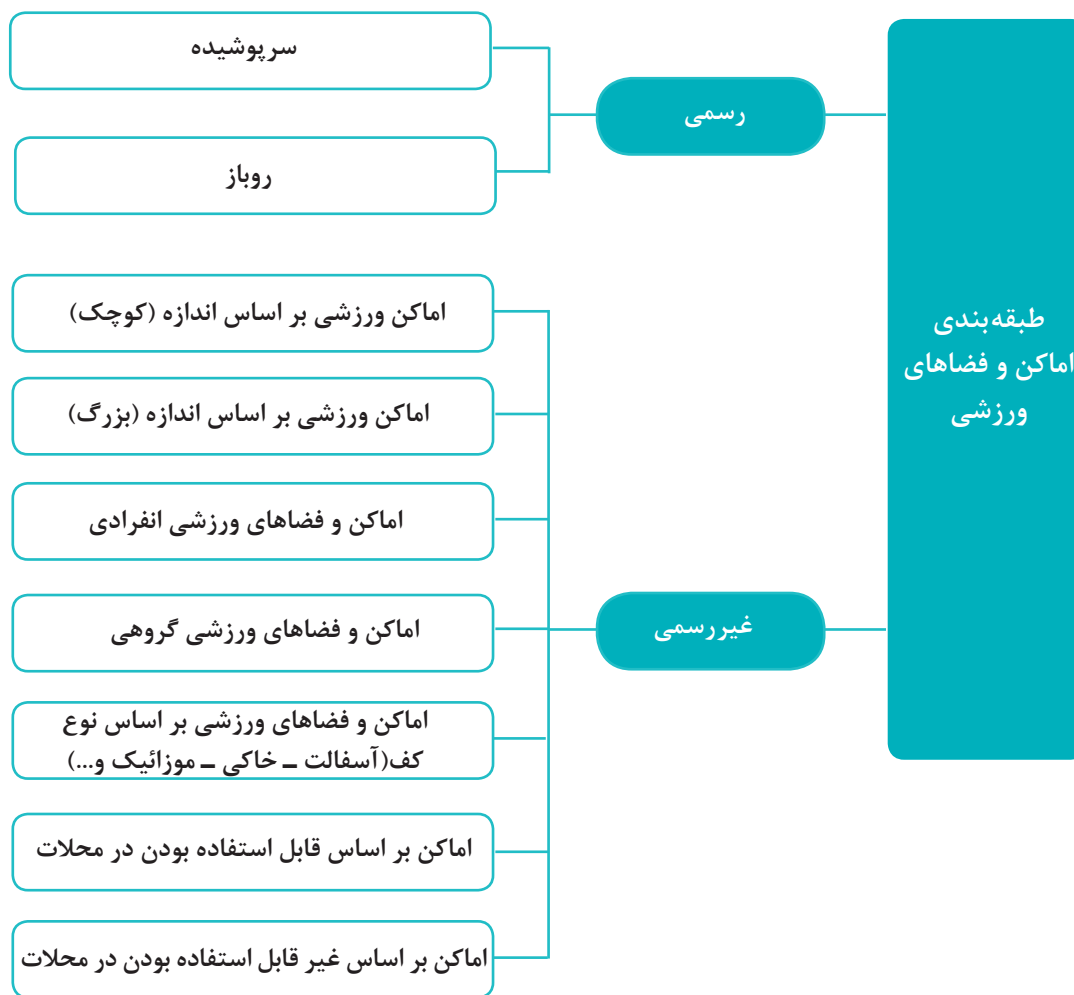 طبقه‌بندی
اماکن و فضاهای
ورزشی
رسمی
سرپوشیده
روباز
غیررسمی
اماکن ورزشی بر اساس اندازه (کوچک)
اماکن ورزشی بر اساس اندازه (بزرگ)
اماکن و فضاهای ورزشی انفرادی
اماکن و فضاهای ورزشی گروهی
اماکن و فضاهای ورزشی بر اساس نوع
کف(آسفالت ــ خاکی ــ موزائیک و...)
اماکن بر اساس قابل استفاده بودن در محلات
اماکن بر اساس غیر قابل استفاده بودن در محلات